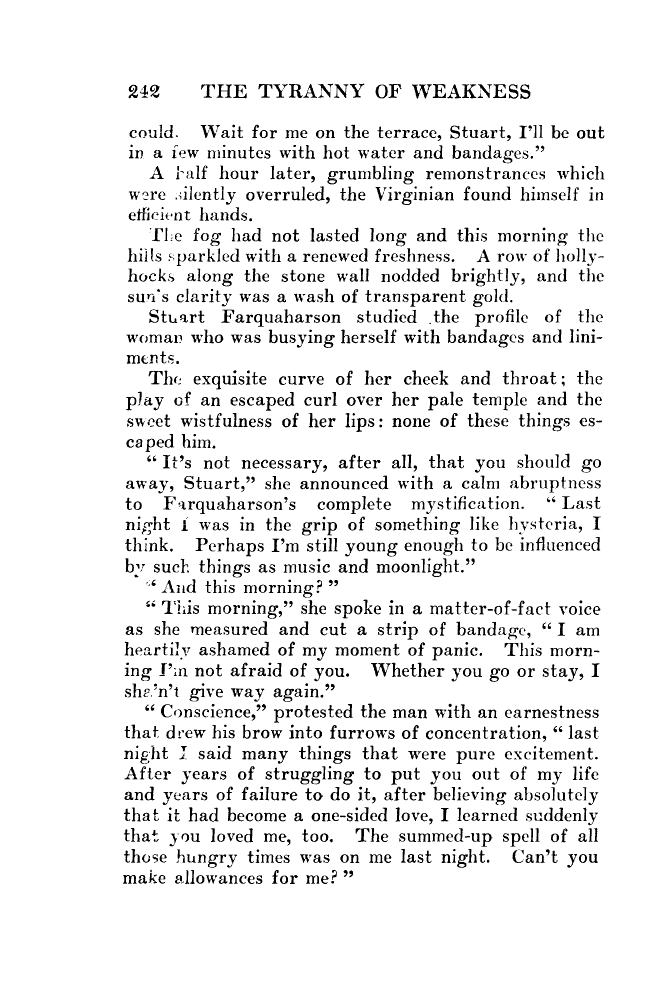 242 THE TYRANNY OF WEAKNESS
could. Wait for me on the terrace, Stuart, I'll be out
in a few minutes with hot water and bandages."
A half hour later, grumbling remonstrances which
were silently overruled, the Virginian found himself in
efficient hands.
The fog had not lasted long and this morning the
hills sparkled with a renewed freshness. A row of holly-
hocks along the stone wall nodded brightly, and the
sun's clarity was a wash of transparent gold.
Stuart Farquaharson studied the profile of the
woman who was busying herself with bandages and lini-
ments.
The exquisite curve of her cheek and throat; the
play of an escaped curl over her pale temple and the
sweet wistfulness of her lips: none of these things es-
caped him.
"It's not necessary, after all, that you should go
away, Stuart," she announced with a calm abruptness
to Farquaharson's complete mystification. "Last
night I was in the grip of something like hysteria, I
think. Perhaps I'm still young enough to be influenced
by such things as music and moonlight."
"And this morning?"
"This morning," she spoke in a matter-of-fact voice
as she measured and cut a strip of bandage, "I am
heartily ashamed of my moment of panic. This morn-
ing I'm not afraid of you. Whether you go or stay, I
sha'n't give way again."
"Conscience," protested the man with an earnestness
that drew his brow into furrows of concentration, "last
night I said many things that were pure excitement.
After years of struggling to put you out of my life
and years of failure to do it, after believing absolutely
that it had become a one-sided love, I learned suddenly
that you loved me, too. The summed-up spell of all
those hungry times was on me last night. Can't you
make allowances for me?"